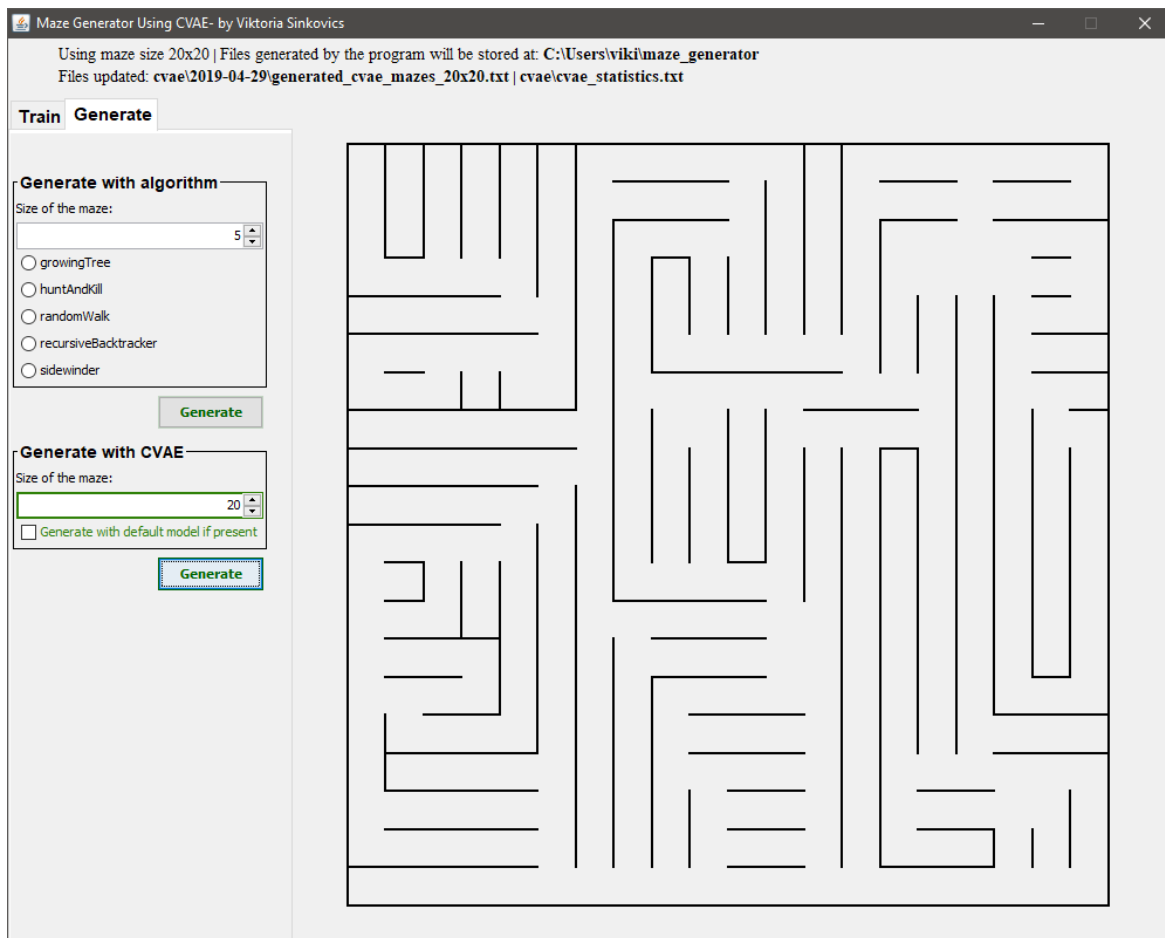 Maze Generator Using CVAE- by Viktoria Sinkovics
Using maze size 20x20 | Files generated by the program will be stored at: C:\Users\viki\maze_generator
Files updated: cvae\2019-04-29\generated_cvae_mazes_20x20.txt | cvae\cvae_statistics.txt
Train Generate
Generate with algorithm
Size of the maze:
5
growingTree
huntAndKill
randomWalk
recursiveBacktracker
sidewinder
Generate
Generate with CVAE
Size of the maze:
20
Generate with default model if present
Generate